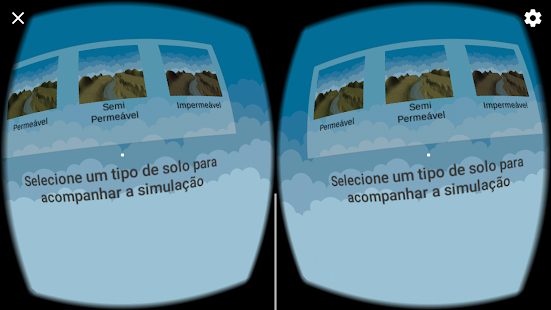 Permeável
Semi
Permeável
Impermeável
Selecione um tipo de solo para
acompanhar a simulação
Permeável
Semi
Permeável
Impermeável
Selecione um tipo de solo para
acompanhar a simulação